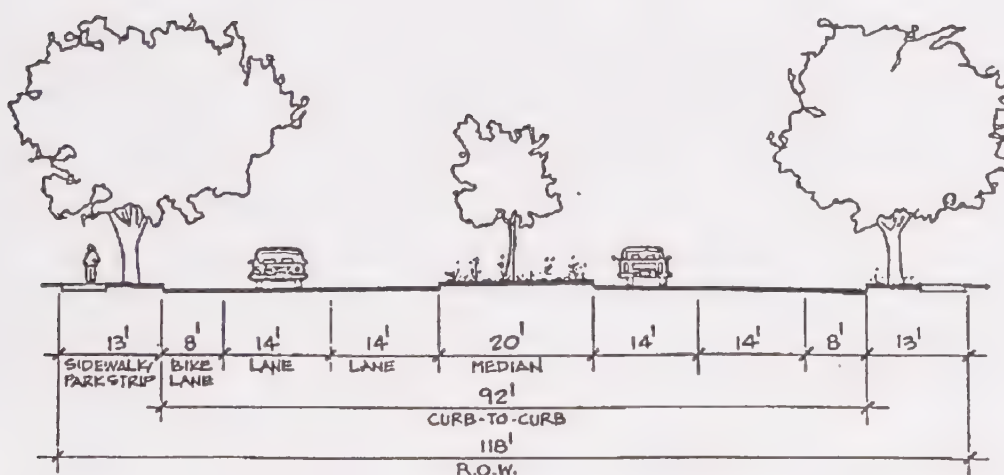 13' 8' 14' 14' 20' 14' 14' 8' 13'
SIDEWALK/ BIKE LANE LANE MEDIAN
PARKSTRIP LANE
92'
CURB-TO-CURB
118'
R.O.W.